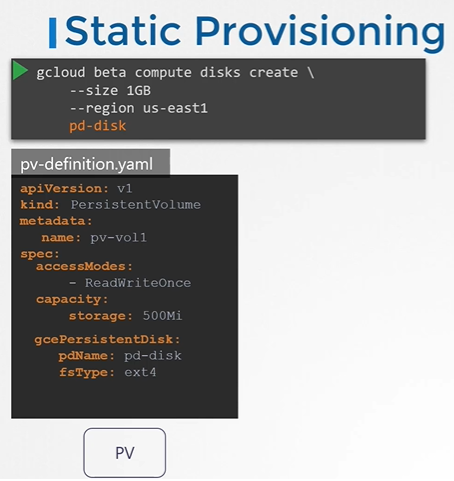 Static Provisioning
gcloud beta compute disks create \
--size 1GB
--region us-east1
pd-disk
pv-definition.yaml
apiVersion: v1
kind: PersistentVolume
metadata:
name: pv-vol1
spec:
accessModes:
- ReadWriteOnce
capacity:
storage: 500Mi
gcePersistentDisk:
pdName: pd-disk
fsType: ext4
PV